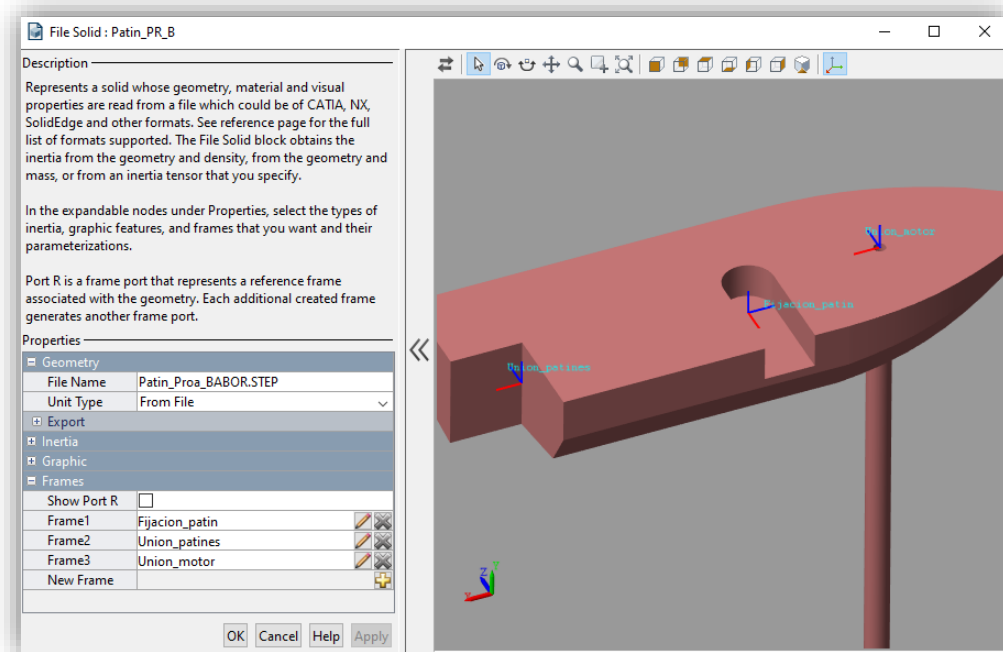 File Solid : Patin_PR_B
Description
Represents a solid whose geometry, material and visual
properties are read from a file which could be of CATIA, NX,
SolidEdge and other formats. See reference page for the full
list of formats supported. The File Solid block obtains the
inertia from the geometry and density, from the geometry and
mass, or from an inertia tensor that you specify.
In the expandable nodes under Properties, select the types of
inertia, graphic features, and frames that you want and their
parameterizations.
Port R is a frame port that represents a reference frame
associated with the geometry. Each additional created frame
generates another frame port.
Properties
Geometry
File Name Patin_Proa_BABOR.STEP
Unit Type From File
Export
Inertia
Graphic
Frames
Show Port R
Frame1 Fijacion_patin
Frame2 Union_patines
Frame3 Union_motor
New Frame
OK Cancel Help Apply
Union_motor
Fijacion_patin
Union_patines
Z Y
X